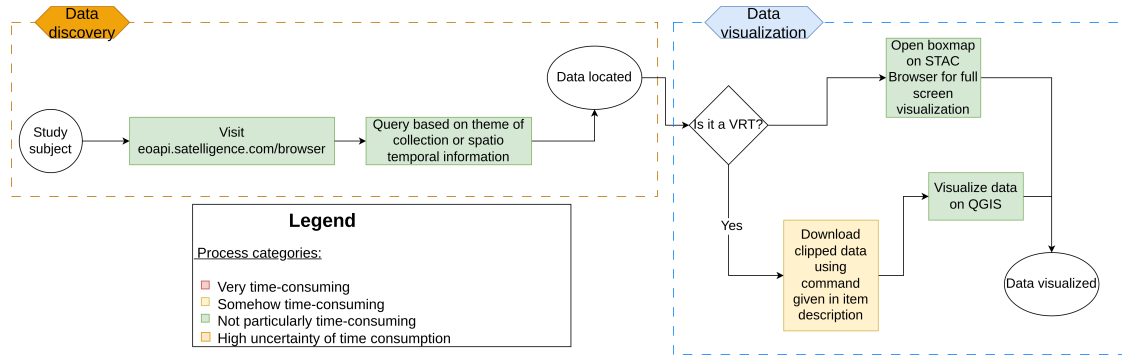 Data
discovery
Study
subject
Visit
eoapi.satelligence.com/browser
Query based on theme of
collection or spatio
temporal information
Data located
Data
visualization
Is it a VRT?
Open boxmap
on STAC
Browser for full
screen
visualization
Yes
Download
clipped data
using
command
given in item
description
Visualize data
on QGIS
Data visualized
Legend
Process categories:
Very time-consuming
Somehow time-consuming
Not particularly time-consuming
High uncertainty of time consumption